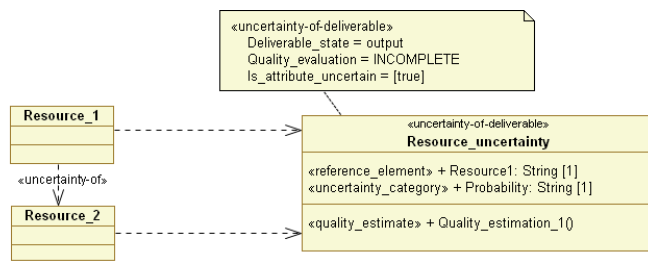 «uncertainty-of-deliverable»
Deliverable_state = output
Quality_evaluation = INCOMPLETE
Is_attribute_uncertain = [true]
Resource_1
«uncertainty-of»
Resource_2
«uncertainty-of-deliverable»
Resource_uncertainty
«reference_element» + Resource1: String [1]
«uncertainty_category» + Probability: String [1]
«quality_estimate» + Quality_estimation_1()